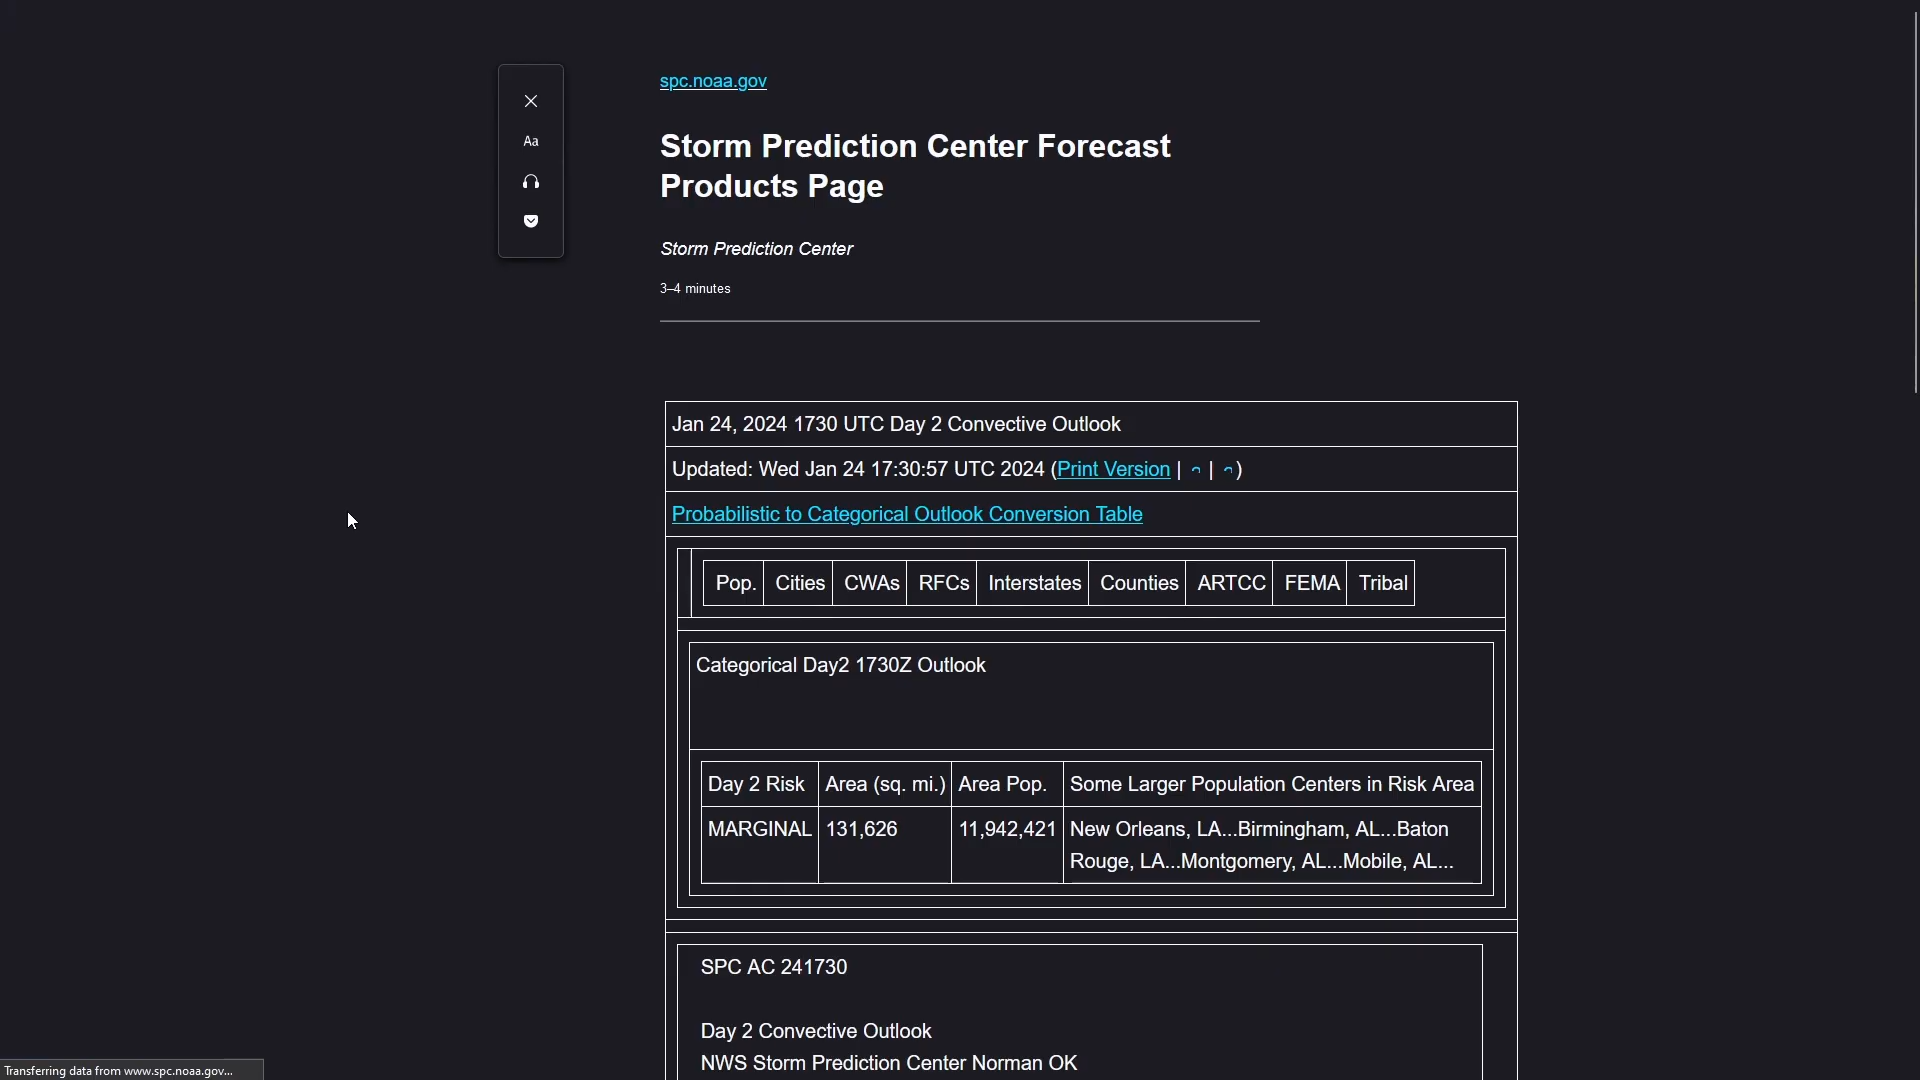 spc.noaa.gov
Aa
Storm Prediction Center Forecast
Products Page
Storm Prediction Center
3–4 minutes
Jan 24, 2024 1730 UTC Day 2 Convective Outlook
Updated: Wed Jan 24 17:30:57 UTC 2024 (Print Version | | )
Probabilistic to Categorical Outlook Conversion Table
Pop. Cities CWAs RFCs Interstates Counties ARTCC FEMA Tribal
Categorical Day2 1730Z Outlook
Day 2 Risk Area (sq. mi.) Area Pop. Some Larger Population Centers in Risk Area
MARGINAL 131,626 11,942,421 New Orleans, LA...Birmingham, AL...Baton
Rouge, LA...Montgomery, AL...Mobile, AL...
SPC AC 241730
Day 2 Convective Outlook
NWS Storm Prediction Center Norman OK
Transferring data from www.spc.noaa.gov...